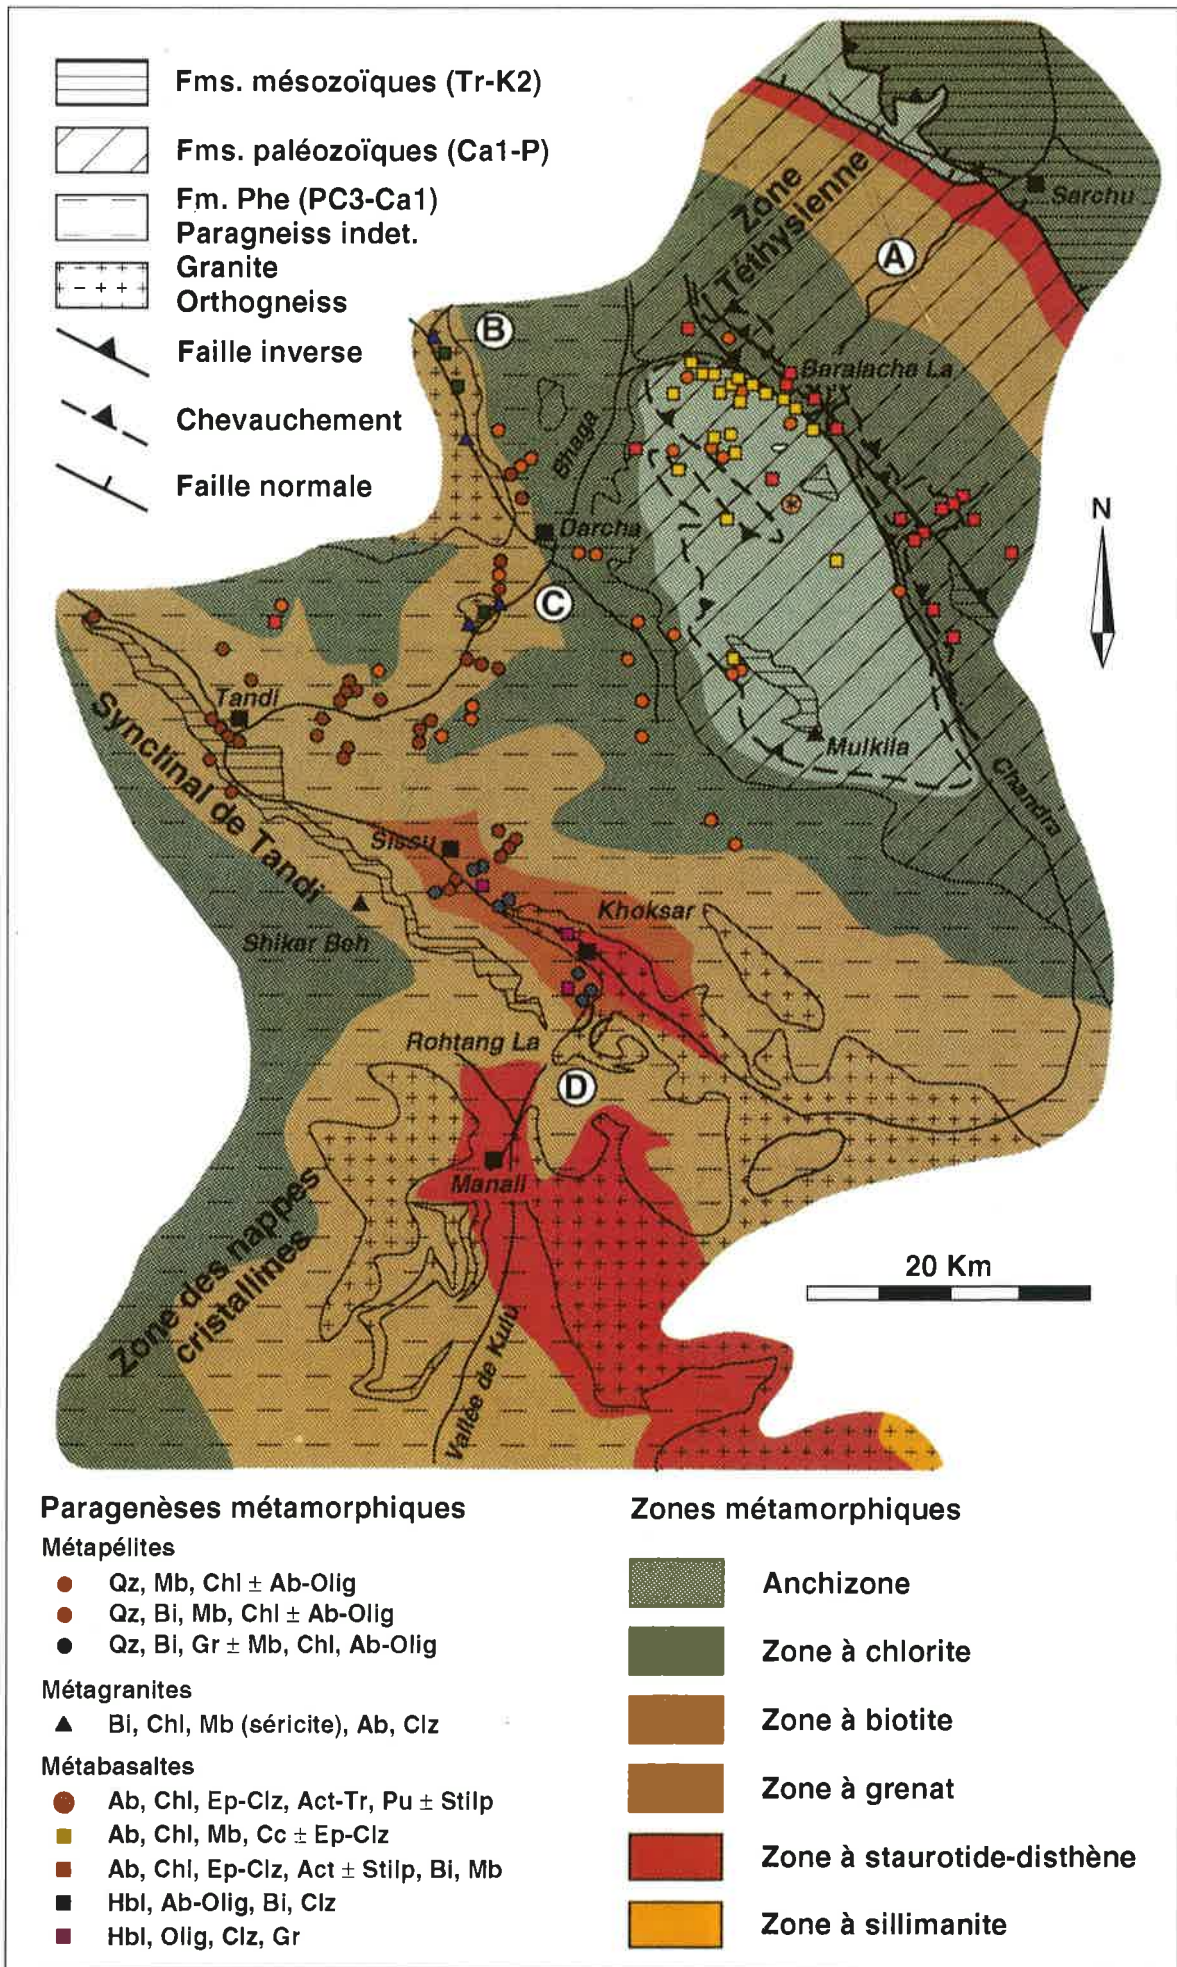 Fms. mésozoïques (Tr-K2)
Fms. paléozoïques (Ca1-P)
Fm. Phe (PC3-Ca1)
Paragneiss indet.
Granite
Orthogneiss
Faille inverse
Chevauchement
Faille normale
Zone
Téthysienne
Sarchu
A
B
Baralacha La
Shaga
Darcha
N
C
Tandi
Synclinal de Tandi
Mulkila
Chandra
Sissu
Khoksar
Shikar Beh
Rohtang La
D
Manali
Zone des nappes
cristallines
20 Km
Vallée de Kulu
Paragenèses métamorphiques
Métapélites
Qz, Mb, Chl ± Ab-Olig
Qz, Bi, Mb, Chl ± Ab-Olig
Qz, Bi, Gr ± Mb, Chl, Ab-Olig
Métagranites
Bi, Chl, Mb (séricite), Ab, Clz
Métabasaltes
Ab, Chl, Ep-Clz, Act-Tr, Pu ± Stilp
Ab, Chl, Mb, Cc ± Ep-Clz
Ab, Chl, Ep-Clz, Act ± Stilp, Bi, Mb
Hbl, Ab-Olig, Bi, Clz
Hbl, Olig, Clz, Gr
Zones métamorphiques
Anchizone
Zone à chlorite
Zone à biotite
Zone à grenat
Zone à staurotide-disthène
Zone à sillimanite